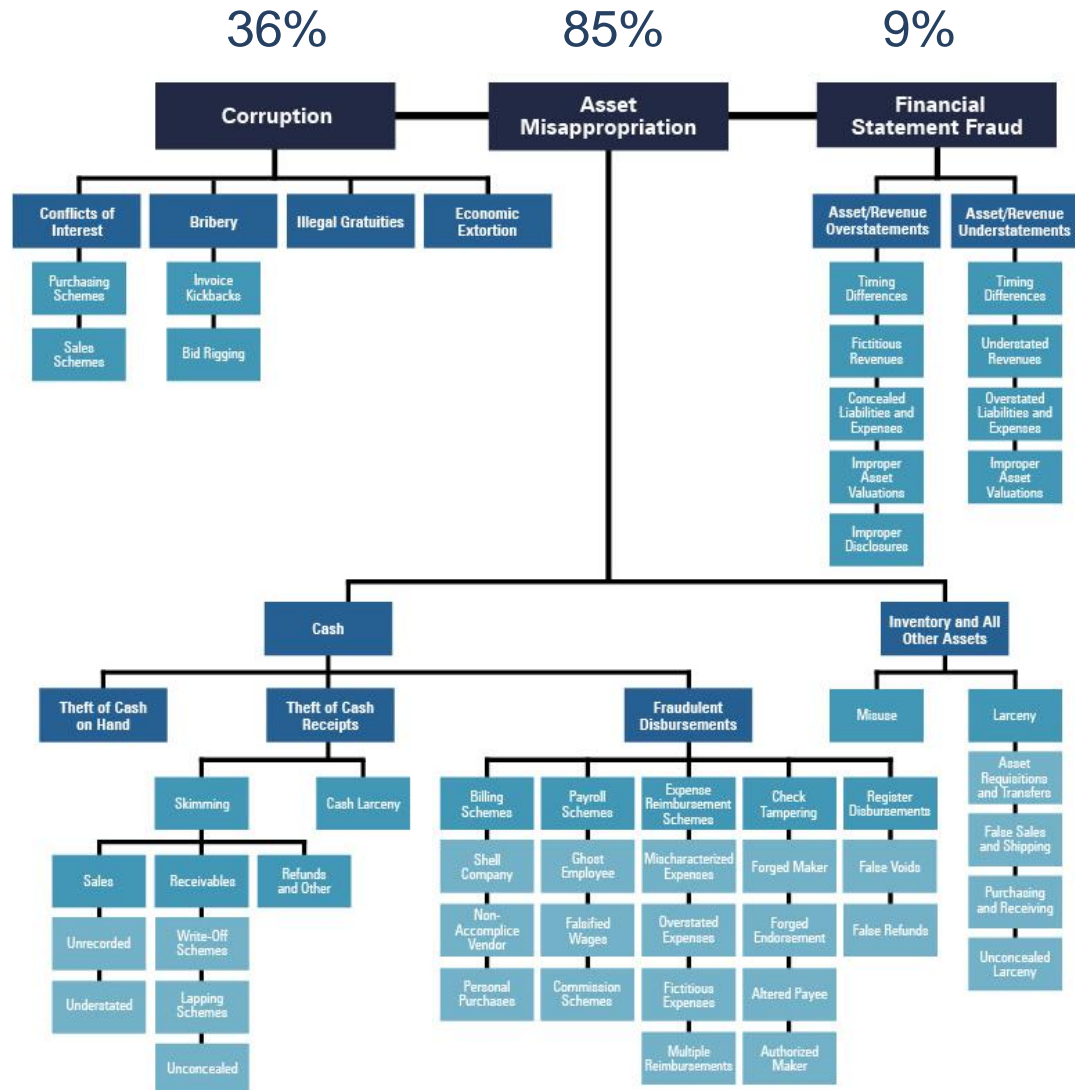 36%
85%
9%
Corruption
Asset
Misappropriation
Financial
Statement Fraud
Conflicts of
Interest
Bribery
Illegal Gratuities
Economic
Extortion
Asset/Revenue
Overstatements
Asset/Revenue
Understatements
Purchasing
Schemes
Sales
Schemes
Invoice
Kickbacks
Bid Rigging
Timing
Differences
Fictitious
Revenues
Concealed
Liabilities and
Expenses
Improper
Asset
Valuations
Improper
Disclosures
Timing
Differences
Understated
Revenues
Overstated
Liabilities and
Expenses
Improper
Asset
Valuations
Cash
Inventory and All
Other Assets
Theft of Cash
on Hand
Theft of Cash
Receipts
Fraudulent
Disbursements
Misuse
Larceny
Asset
Requisitions
and Transfers
False Sales
and Shipping
Purchasing
and Receiving
Unconcealed
Larceny
Skimming
Cash Larceny
Sales
Receivables
Refunds
and Other
Unrecorded
Understated
Write-Off
Schemes
Lapping
Schemes
Unconcealed
Billing
Schemes
Shell
Company
Non-
Accomplice
Vendor
Personal
Purchases
Payroll
Schemes
Ghost
Employee
Falsified
Wages
Commission
Schemes
Expense
Reimbursement
Schemes
Mischaracterized
Expenses
Overstated
Expenses
Fictitious
Expenses
Multiple
Reimbursements
Check
Tampering
Forged Maker
Forged
Endorsement
Altered Payee
Authorized
Maker
Register
Disbursements
False Voids
False Refunds